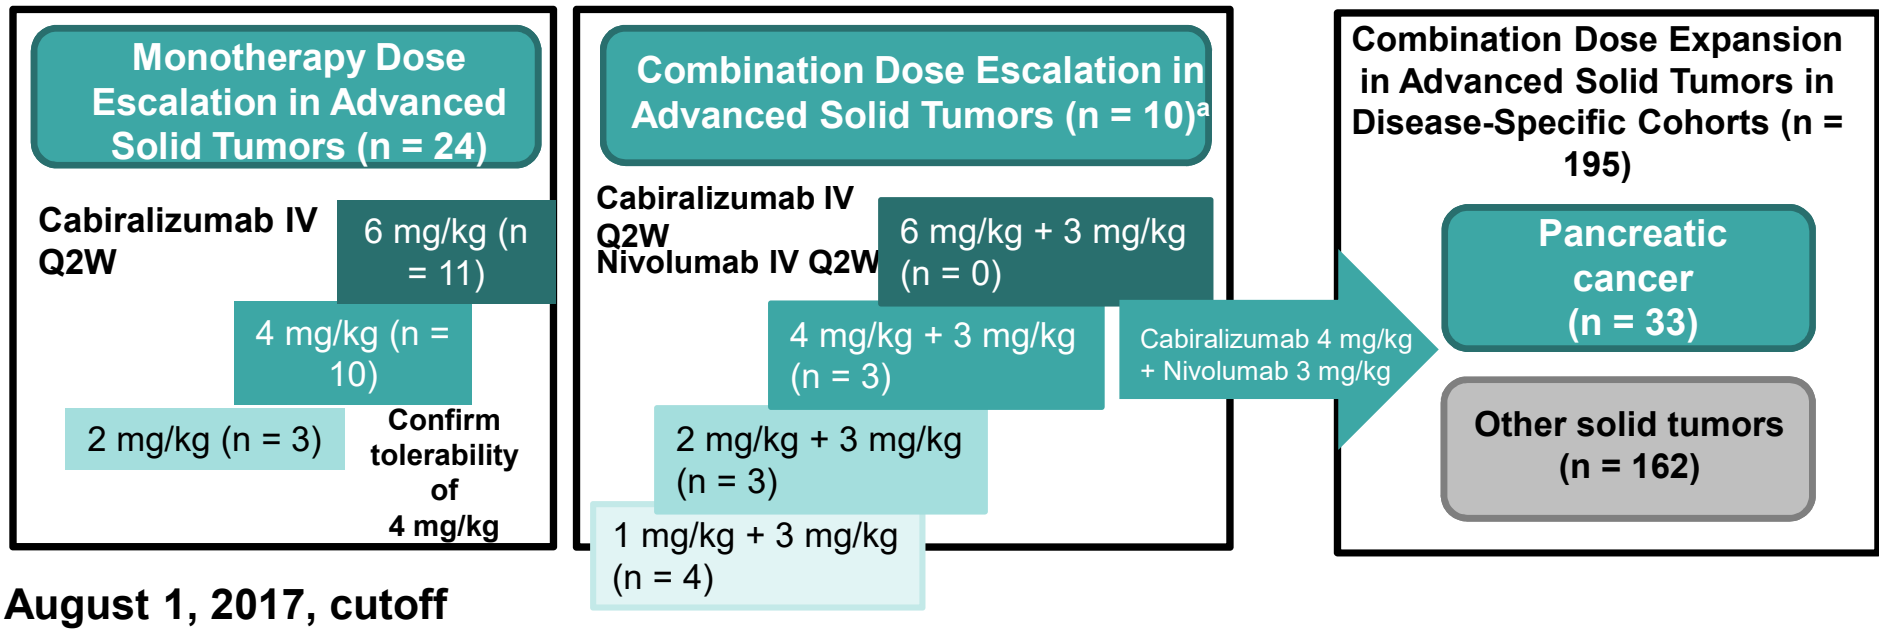 Monotherapy Dose
Escalation in Advanced
Solid Tumors (n = 24)
Cabiralizumab IV
Q2W
6 mg/kg (n
= 11)
4 mg/kg (n =
10)
2 mg/kg (n = 3)
Confirm
tolerability
of
4 mg/kg
Combination Dose Escalation in
Advanced Solid Tumors (n = 10)ᵃ
Cabiralizumab IV
Q2W
Nivolumab IV Q2W
6 mg/kg + 3 mg/kg
(n = 0)
4 mg/kg + 3 mg/kg
(n = 3)
2 mg/kg + 3 mg/kg
(n = 3)
1 mg/kg + 3 mg/kg
(n = 4)
Cabiralizumab 4 mg/kg
+ Nivolumab 3 mg/kg
Combination Dose Expansion
in Advanced Solid Tumors in
Disease-Specific Cohorts (n =
195)
Pancreatic
cancer
(n = 33)
Other solid tumors
(n = 162)
August 1, 2017, cutoff